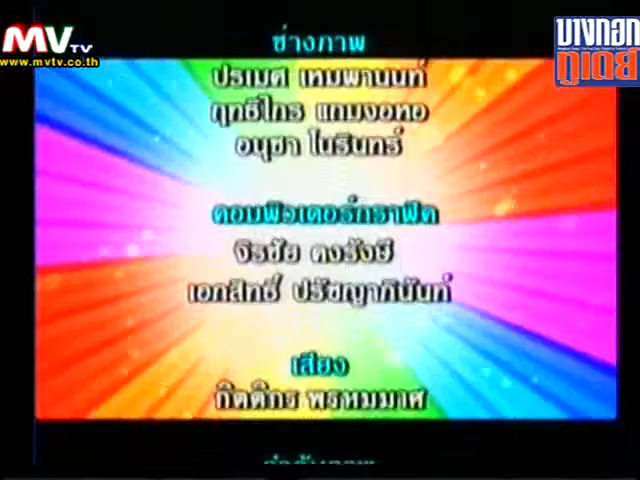 MV TV
www.mvtv.co.th
บางกอก
ทูเดย์
ช่างภาพ
ปรเมศ เหมพานนท์
ฤทธิไกร แกมงอหอ
อนุชา ไนรินทร์
คอมพิวเตอร์กราฟิค
จิรชัย คงรังษี
เอกสิทธิ์ ปรัชญาภินันท์
เสียง
กิตติกร พรหมมาศ